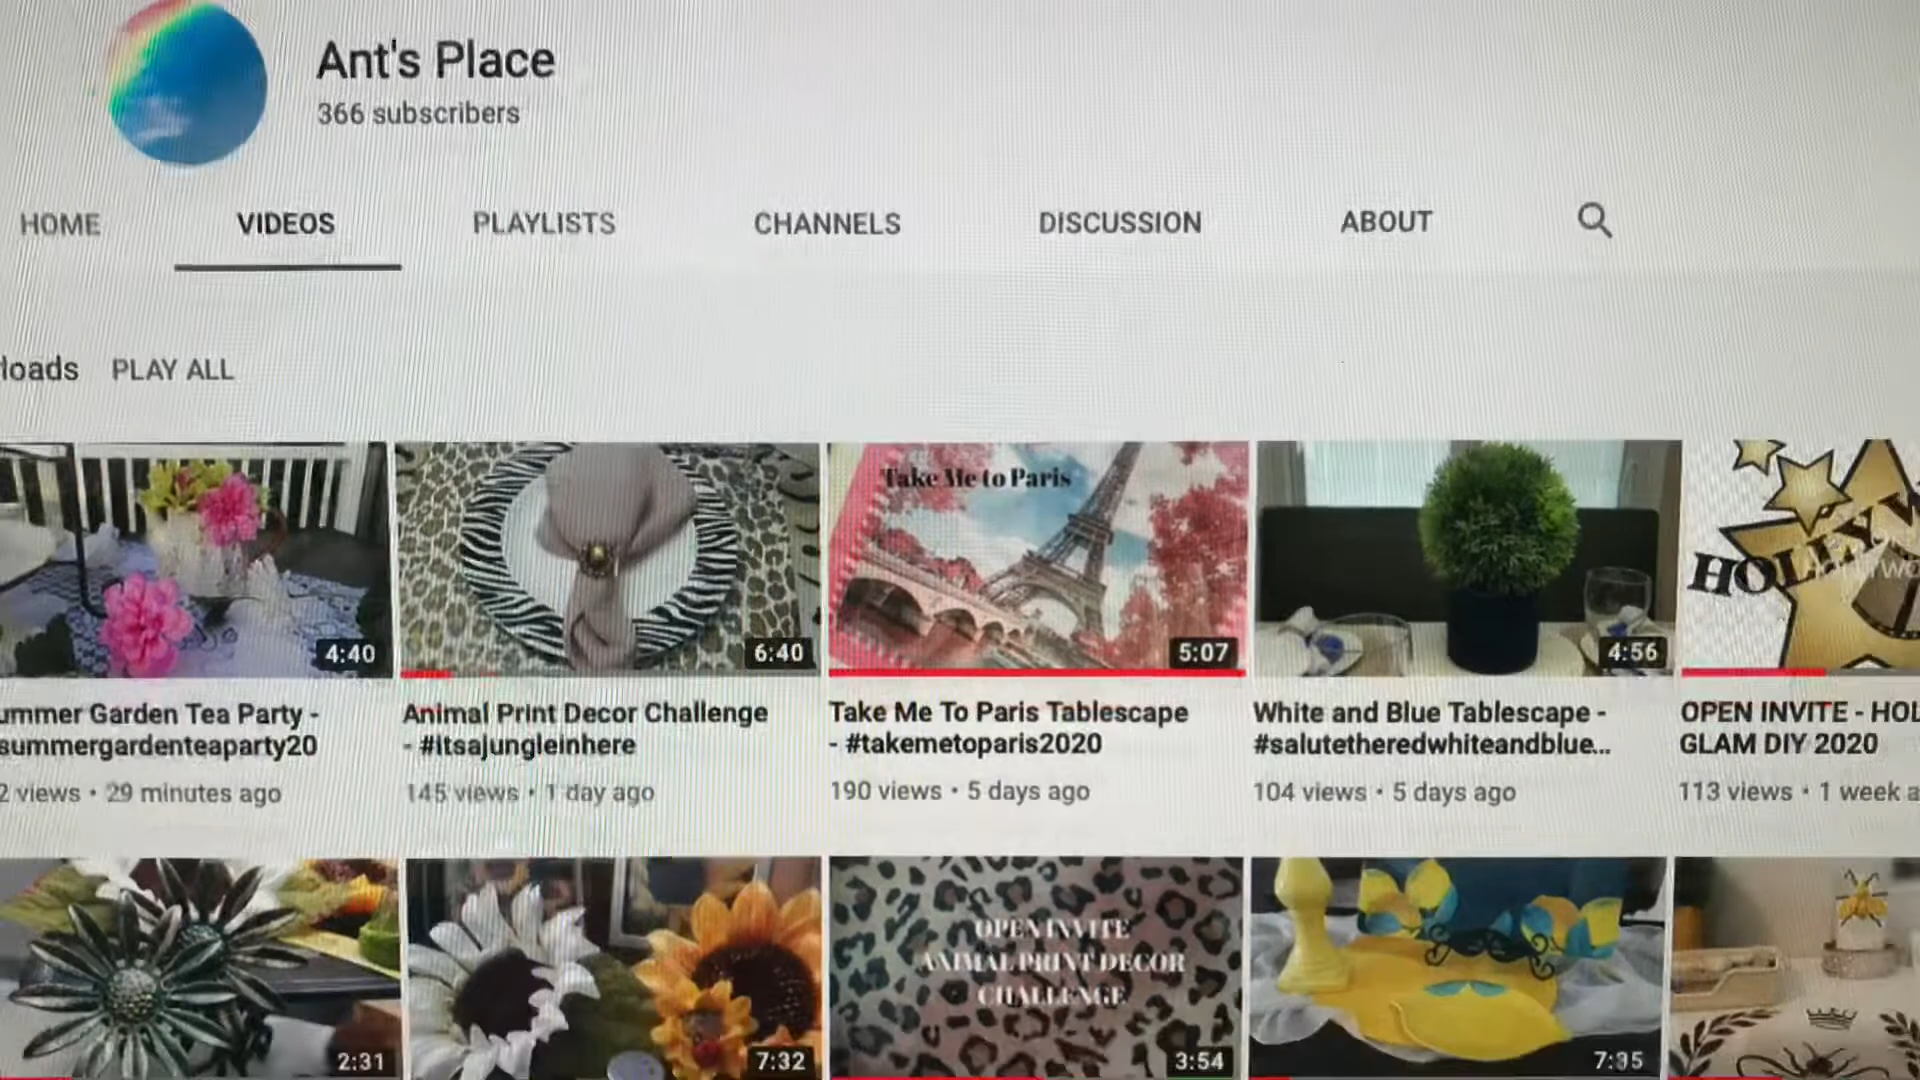 Ant's Place
366 subscribers
HOME VIDEOS PLAYLISTS CHANNELS DISCUSSION ABOUT
loads PLAY ALL
Take Me to Paris
HOLLYW
4:40 6:40 5:07 4:56
ummer Garden Tea Party -
summergardenteaparty20
2 views • 29 minutes ago
Animal Print Decor Challenge
- #itsajungleinhere
145 views • 1 day ago
Take Me To Paris Tablescape
- #takemetoparis2020
190 views • 5 days ago
White and Blue Tablescape -
#salutetheredwhiteandblue...
104 views • 5 days ago
OPEN INVITE - HOL
GLAM DIY 2020
113 views • 1 week a
OPEN INVITE
ANIMAL PRINT DECOR
CHALLENGE
2:31 7:32 3:54 7:35